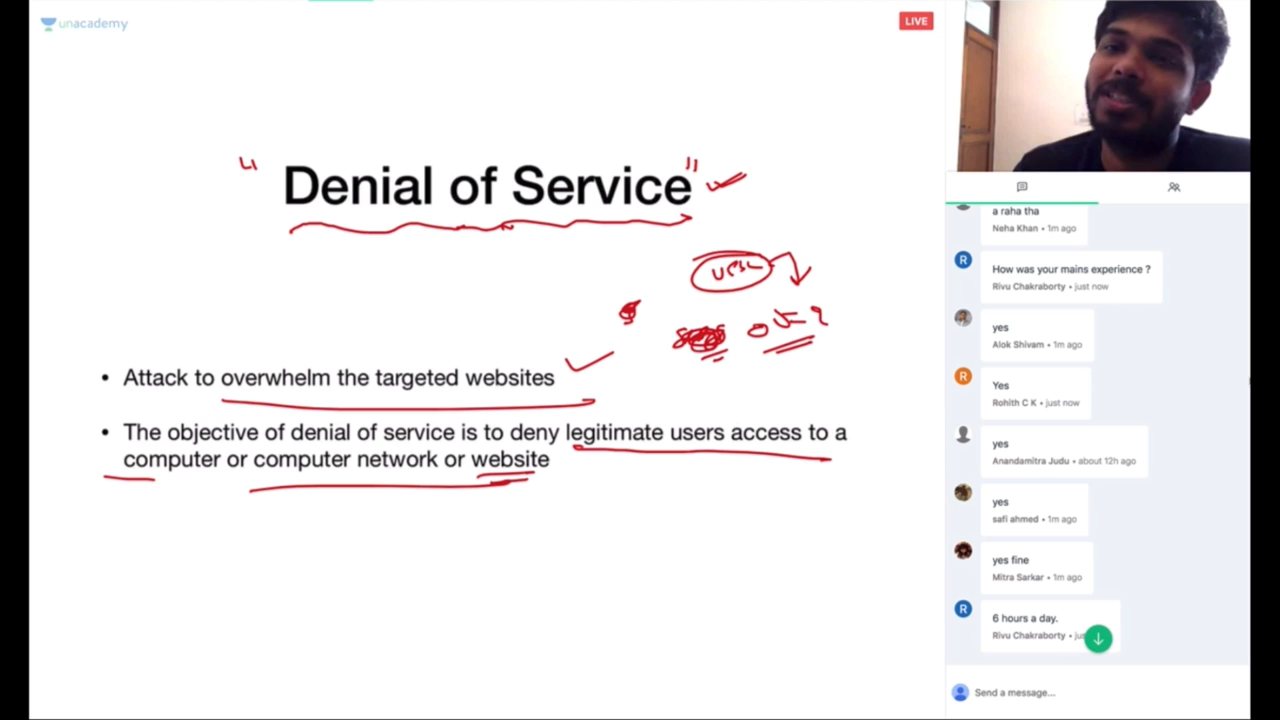 unacademy
LIVE
" Denial of Service"
UPSC
• Attack to overwhelm the targeted websites
• The objective of denial of service is to deny legitimate users access to a
computer or computer network or website
a raha tha
Neha Khan • 1m ago
R
How was your mains experience ?
Rivu Chakraborty • just now
yes
Alok Shivam • 1m ago
R
Yes
Rohith C K • just now
yes
Anandamitra Judu • about 12h ago
yes
safi ahmed • 1m ago
yes fine
Mitra Sarkar • 1m ago
R
6 hours a day.
Rivu Chakraborty • jus
Send a message...